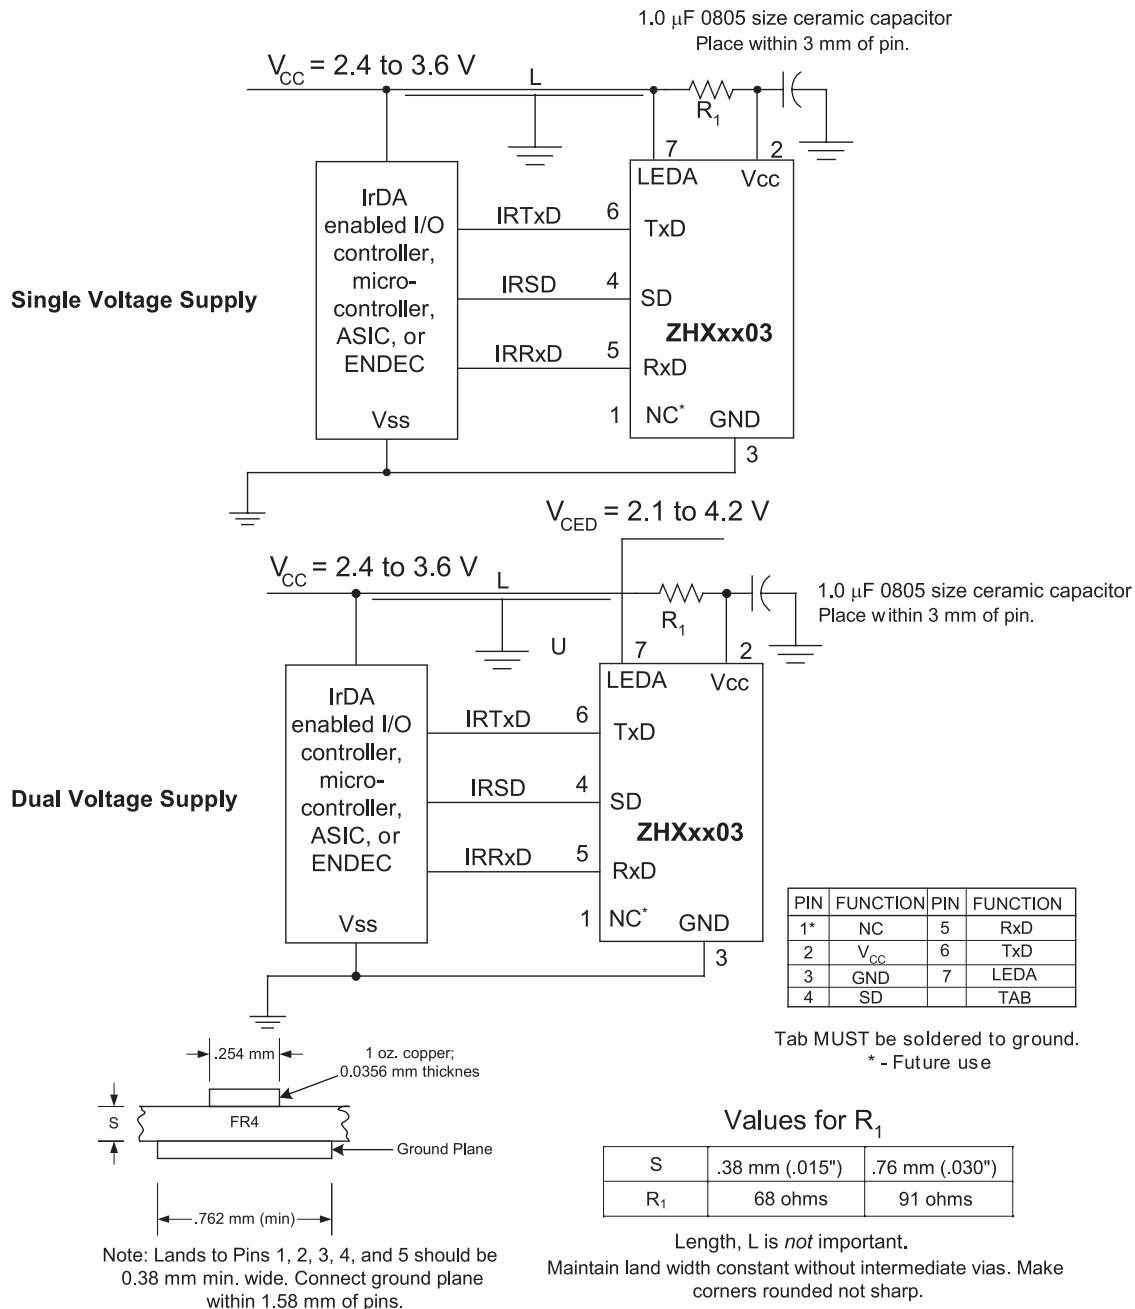 1.0 μF 0805 size ceramic capacitor
Place within 3 mm of pin.
V_CC = 2.4 to 3.6 V
L
R_1
7
2
LEDA
Vcc
IrDA
enabled I/O
controller,
micro-
controller,
ASIC, or
ENDEC
Vss
IRTxD
6
TxD
IRSD
4
SD
Single Voltage Supply
ZHXxx03
IRRxD
5
RxD
1
NC*
GND
3
V_CED = 2.1 to 4.2 V
V_CC = 2.4 to 3.6 V
L
R_1
1.0 μF 0805 size ceramic capacitor
Place within 3 mm of pin.
U
7
2
LEDA
Vcc
IrDA
enabled I/O
controller,
micro-
controller,
ASIC, or
ENDEC
Vss
IRTxD
6
TxD
IRSD
4
SD
Dual Voltage Supply
ZHXxx03
IRRxD
5
RxD
1
NC*
GND
3
PIN FUNCTION PIN FUNCTION
1* NC 5 RxD
2 V_CC 6 TxD
3 GND 7 LEDA
4 SD TAB
Tab MUST be soldered to ground.
* - Future use
.254 mm
1 oz. copper;
0.0356 mm thicknes
S
FR4
Ground Plane
.762 mm (min)
Note: Lands to Pins 1, 2, 3, 4, and 5 should be
0.38 mm min. wide. Connect ground plane
within 1.58 mm of pins.
Values for R_1
S .38 mm (.015") .76 mm (.030")
R_1 68 ohms 91 ohms
Length, L is not important.
Maintain land width constant without intermediate vias. Make
corners rounded not sharp.